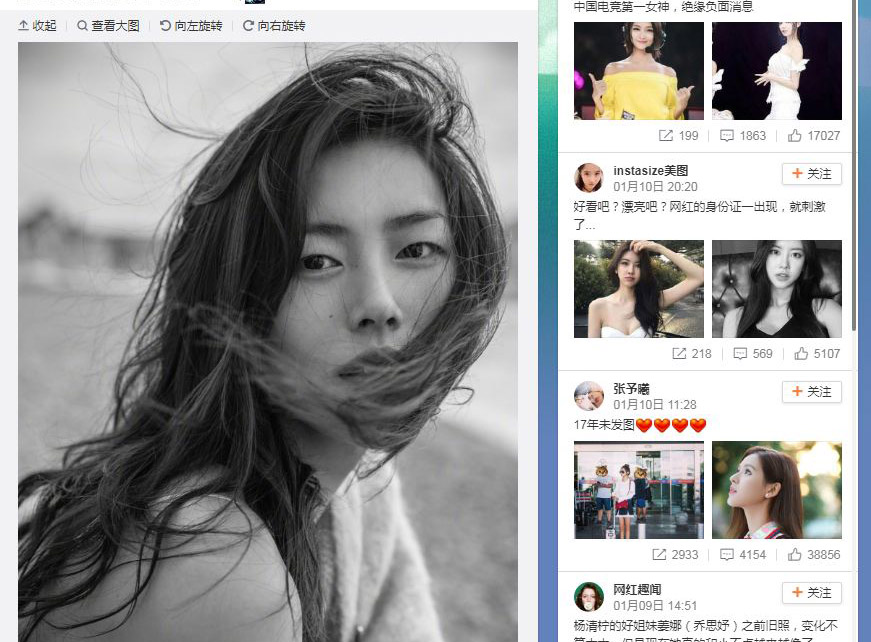 收起
查看大图
向左旋转
向右旋转
中国电竞第一女神，绝缘负面消息
199
1863
17027
instasize美图
+ 关注
01月10日 20:20
好看吧？漂亮吧？网红的身份证一出现，就刺激
了...
218
569
5107
张予曦
+ 关注
01月10日 11:28
17年未发图
2933
4154
38856
网红趣闻
+ 关注
01月09日 14:51
杨清柠的好姐妹姜娜（乔思妤）之前旧照，变化不